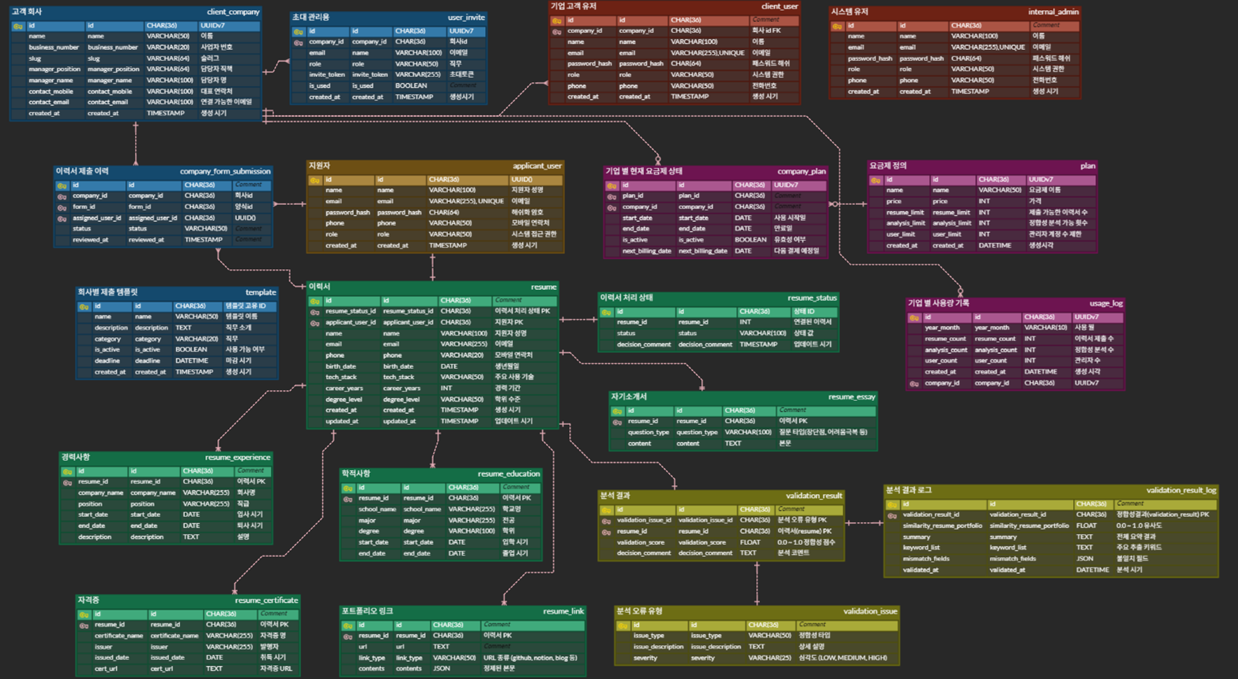 고객 회사 client_company
id id CHAR(36) UUIDv7
name name VARCHAR(50) 이름
business_number business_number VARCHAR(20) 사업자 번호
slug slug VARCHAR(64) 슬러그
manager_position manager_position VARCHAR(64) 담당자 직책
manager_name manager_name VARCHAR(100) 담당자 명
contact_mobile contact_mobile VARCHAR(100) 대표 연락처
contact_email contact_email VARCHAR(100) 연결 가능한 이메일
created_at created_at TIMESTAMP 생성 시기
초대 관리용 user_invite
id id CHAR(36) UUIDv7
company_id company_id CHAR(36) 회사id
email email VARCHAR(100) 이메일
role role VARCHAR(50) 직무
invite_token invite_token VARCHAR(255) 초대토큰
is_used is_used BOOLEAN Comment
created_at created_at TIMESTAMP 생성시기
기업 고객 유저 client_user
id id CHAR(36) Comment
company_id company_id CHAR(36) 회사 id FK
name name VARCHAR(100) 이름
email email VARCHAR(255),UNIQUE 이메일
password_hash password_hash CHAR(64) 패스워드 해쉬
role role VARCHAR(50) 시스템 권한
phone phone VARCHAR(50) 전화번호
created_at created_at TIMESTAMP 생성 시기
시스템 유저 internal_admin
id id CHAR(36) Comment
name name VARCHAR(100) 이름
email email VARCHAR(255),UNIQUE 이메일
password_hash password_hash CHAR(64) 패스워드 해쉬
role role VARCHAR(50) 시스템 권한
phone phone VARCHAR(50) 전화번호
created_at created_at TIMESTAMP 생성 시기
이력서 제출 이력 company_form_submission
id id CHAR(36) Comment
company_id company_id CHAR(36) 회사id
form_id form_id CHAR(36) 양식id
assigned_user_id assigned_user_id CHAR(36) UUID()
status status VARCHAR(50) Comment
reviewed_at reviewed_at TIMESTAMP Comment
지원자 applicant_user
id id CHAR(36) UUID()
name name VARCHAR(100) 지원자 성명
email email VARCHAR(255), UNIQUE 이메일
password_hash password_hash CHAR(64) 해쉬화 암호
phone phone VARCHAR(50) 모바일 연락처
role role VARCHAR(50) 시스템 접근 권한
created_at created_at TIMESTAMP 생성 시기
기업 별 현재 요금제 상태 company_plan
id id CHAR(36) UUIDv7
plan_id plan_id CHAR(36) Comment
company_id company_id CHAR(36) Comment
start_date start_date DATE 사용 시작일
end_date end_date DATE 만료일
is_active is_active BOOLEAN 유효성 여부
next_billing_date next_billing_date DATE 다음 결제 예정일
요금제 정의 plan
id id CHAR(36) UUIDv7
name name VARCHAR(50) 요금제 이름
price price INT 가격
resume_limit resume_limit INT 제출 가능한 이력서 수
analysis_limit analysis_limit INT 정합성 분석 가능 횟수
user_limit user_limit INT 관리자 계정 수 제한
created_at created_at DATETIME 생성시각
회사별 제출 템플릿 template
id id CHAR(36) 템플릿 고유 ID
name name VARCHAR(50) 템플릿 이름
description description TEXT 직무 소개
category category VARCHAR(20) 직무
is_active is_active BOOLEAN 사용 가능 여부
deadline deadline DATETIME 마감 시기
created_at created_at TIMESTAMP 생성 시기
이력서 resume
id id CHAR(36) Comment
resume_status_id resume_status_id CHAR(36) 이력서 처리 상태 PK
applicant_user_id applicant_user_id CHAR(36) 지원자 PK
name name VARCHAR(100) 지원자 성명
email email VARCHAR(255) 이메일
phone phone VARCHAR(20) 모바일 연락처
birth_date birth_date DATE 생년월일
tech_stack tech_stack VARCHAR(50) 주요 사용 기술
career_years career_years INT 경력 기간
degree_level degree_level VARCHAR(50) 학위 수준
created_at created_at TIMESTAMP 생성 시기
updated_at updated_at TIMESTAMP 업데이트 시기
이력서 처리 상태 resume_status
id id CHAR(36) 상태 ID
resume_id resume_id INT 연결된 이력서
status status VARCHAR(100) 상태 값
decision_comment decision_comment TIMESTAMP 업데이트 시기
기업 별 사용량 기록 usage_log
id id CHAR(36) UUIDv7
year_month year_month VARCHAR(10) 사용 월
resume_count resume_count INT 이력서 제출 수
analysis_count analysis_count INT 정합성 분석 수
user_count user_count INT 관리자 수
created_at created_at DATETIME 생성 시각
company_id company_id CHAR(36) UUIDv7
자기소개서 resume_essay
id id CHAR(36) Comment
resume_id resume_id CHAR(36) 이력서 PK
question_type question_type VARCHAR(100) 질문 타입(장단점, 어려움극복 등)
content content TEXT 본문
경력사항 resume_experience
id id CHAR(36) Comment
resume_id resume_id CHAR(36) 이력서 PK
company_name company_name VARCHAR(255) 회사명
position position VARCHAR(255) 직급
start_date start_date DATE 입사 시기
end_date end_date DATE 퇴사 시기
description description TEXT 설명
학적사항 resume_education
id id CHAR(36) Comment
resume_id resume_id CHAR(36) 이력서 PK
school_name school_name VARCHAR(255) 학교명
major major VARCHAR(255) 전공
degree degree VARCHAR(100) 학위
start_date start_date DATE 입학 시기
end_date end_date DATE 졸업 시기
분석 결과 validation_result
id id CHAR(36) Comment
validation_issue_id validation_issue_id CHAR(36) 분석 오류 유형 PK
resume_id resume_id CHAR(36) 이력서(resume) PK
validation_score validation_score FLOAT 0.0 ~ 1.0 정합성 점수
decision_comment decision_comment TEXT 분석 코멘트
분석 결과 로그 validation_result_log
id id CHAR(36) Comment
validation_result_id validation_result_id CHAR(36) 정합성결과(validation_result) PK
similarity_resume_portfolio similarity_resume_portfolio FLOAT 0.0 ~ 1.0 유사도
summary summary TEXT 전체 요약 결과
keyword_list keyword_list TEXT 주요 추출 키워드
mismatch_fields mismatch_fields JSON 불일치 필드
validated_at validated_at DATETIME 분석 시기
자격증 resume_certificate
id id CHAR(36) Comment
resume_id resume_id CHAR(36) 이력서 PK
certificate_name certificate_name VARCHAR(255) 자격증 명
issuer issuer VARCHAR(255) 발행자
issued_date issued_date DATE 취득 시기
cert_url cert_url TEXT 자격증 URL
포트폴리오 링크 resume_link
id id CHAR(36) Comment
resume_id resume_id CHAR(36) 이력서 PK
url url TEXT Comment
link_type link_type VARCHAR(50) URL 종류 (github, notion, blog 등)
contents contents JSON 정제된 본문
분석 오류 유형 validation_issue
id id CHAR(36) Comment
issue_type issue_type VARCHAR(50) 정합성 타입
issue_description issue_description TEXT 상세 설명
severity severity VARCHAR(25) 심각도 (LOW, MEDIUM, HIGH)